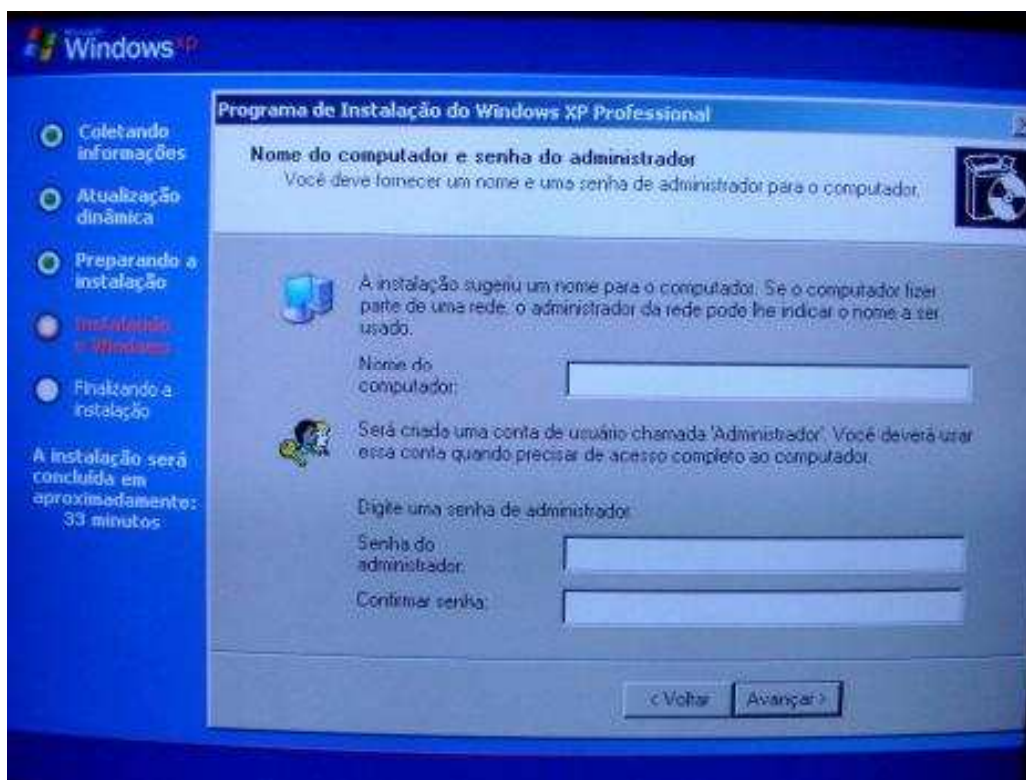 Windows xp
Coletando
informações
Atualização
dinâmica
Preparando a
instalação
Instalando
o Windows
Finalizando a
instalação
A instalação será
concluída em
aproximadamente:
33 minutos
Programa de Instalação do Windows XP Professional
Nome do computador e senha do administrador
Você deve fornecer um nome e uma senha de administrador para o computador.
A instalação sugeriu um nome para o computador. Se o computador fizer
parte de uma rede, o administrador da rede pode lhe indicar o nome a ser
usado.
Nome do
computador:
Será criada uma conta de usuário chamada 'Administrador'. Você deverá usar
essa conta quando precisar de acesso completo ao computador.
Digite uma senha de administrador.
Senha do
administrador:
Confirmar senha:
< Voltar
Avançar >